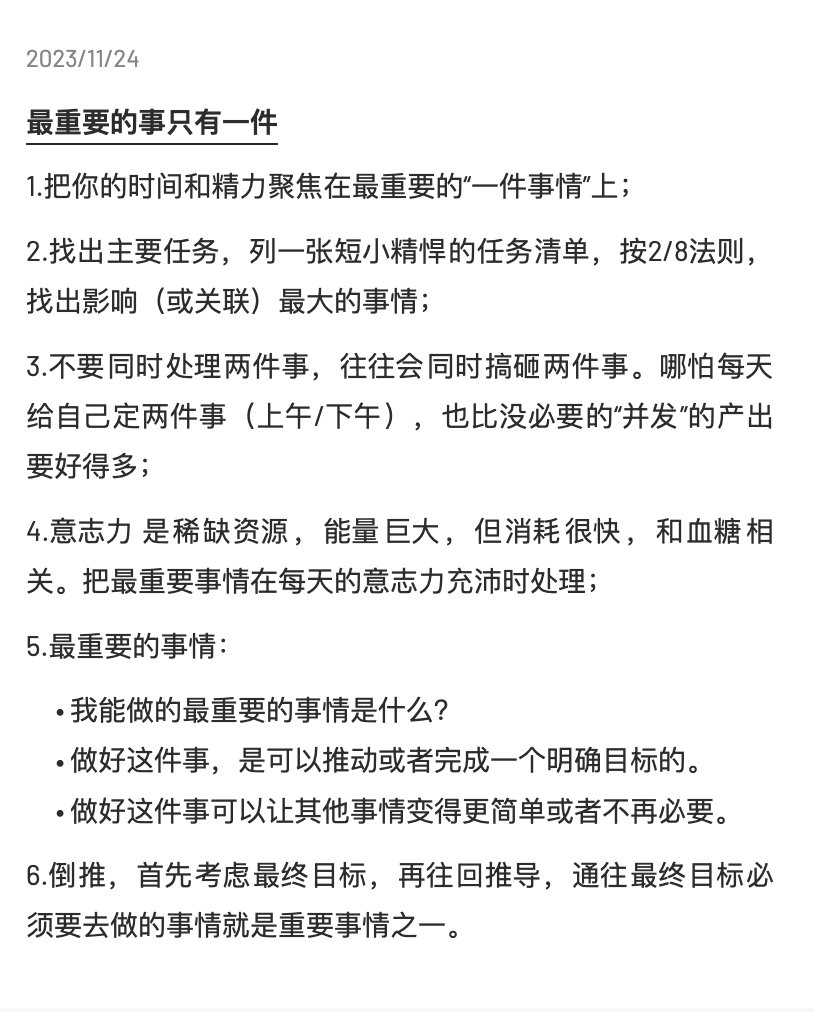 2023/11/24
最重要的事只有一件
1.把你的时间和精力聚焦在最重要的“一件事情”上；
2.找出主要任务，列一张短小精悍的任务清单，按2/8法则，
找出影响（或关联）最大的事情；
3.不要同时处理两件事，往往会同时搞砸两件事。哪怕每天
给自己定两件事（上午/下午），也比没必要的“并发”的产出
要好得多；
4.意志力 是稀缺资源，能量巨大，但消耗很快，和血糖相
关。把最重要事情在每天的意志力充沛时处理；
5.最重要的事情：
•我能做的最重要的事情是什么？
•做好这件事，是可以推动或者完成一个明确目标的。
•做好这件事可以让其他事情变得更简单或者不再必要。
6.倒推，首先考虑最终目标，再往回推导，通往最终目标必
须要去做的事情就是重要事情之一。